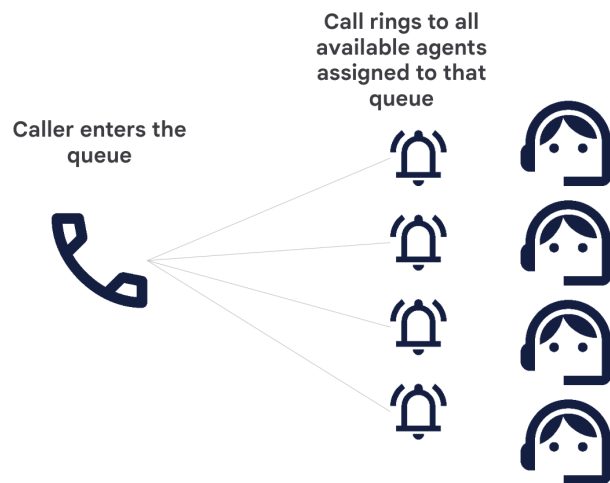 Call rings to all
available agents
assigned to that
queue
Caller enters the
queue